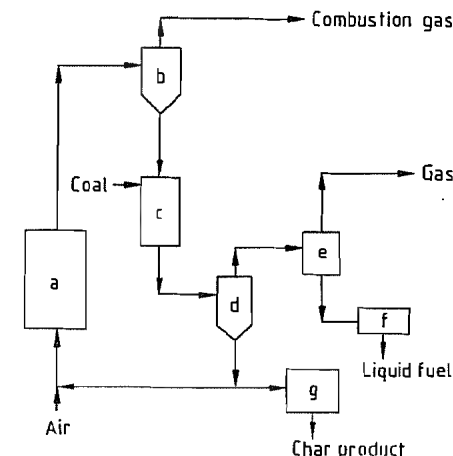 Combustion gas
b
Coal
c
Gas
a
e
d
f
Liquid fuel
g
Air
Char product